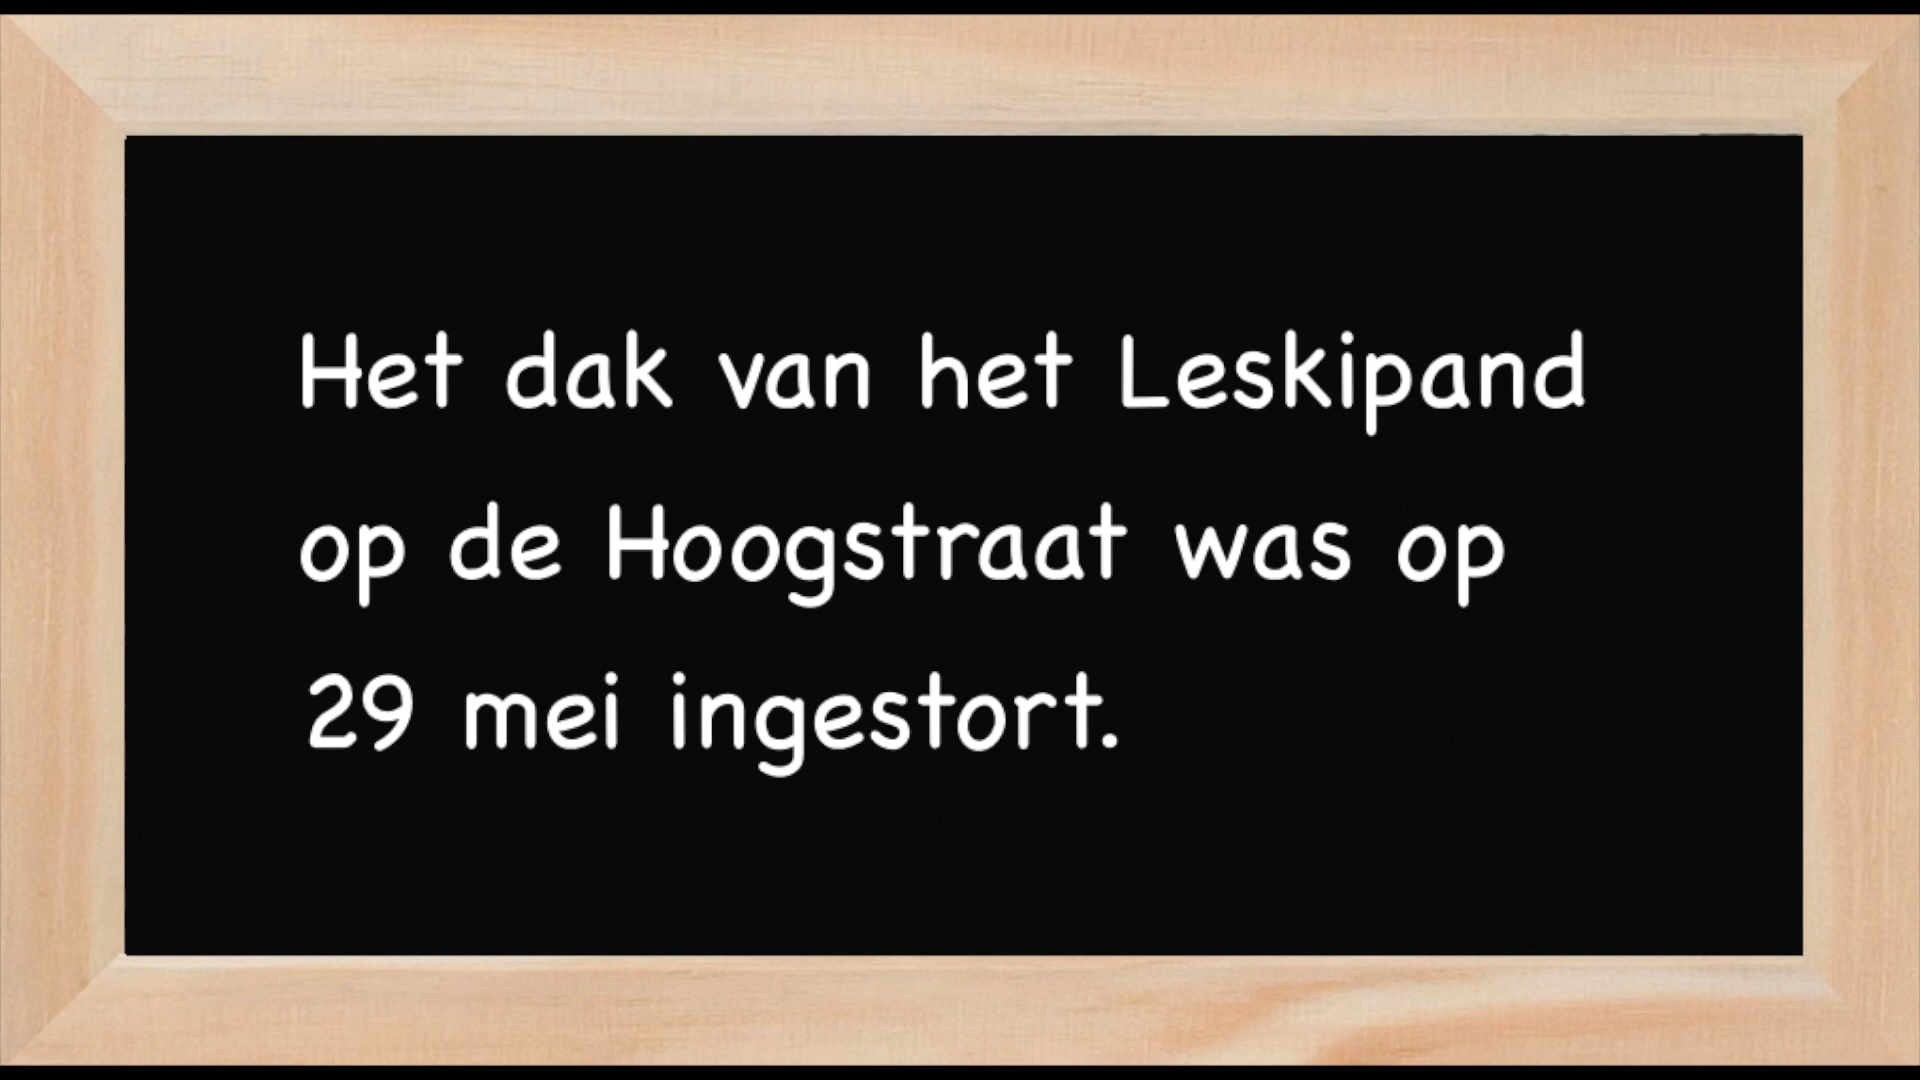 Het dak van het Leskipand
op de Hoogstraat was op
29 mei ingestort.